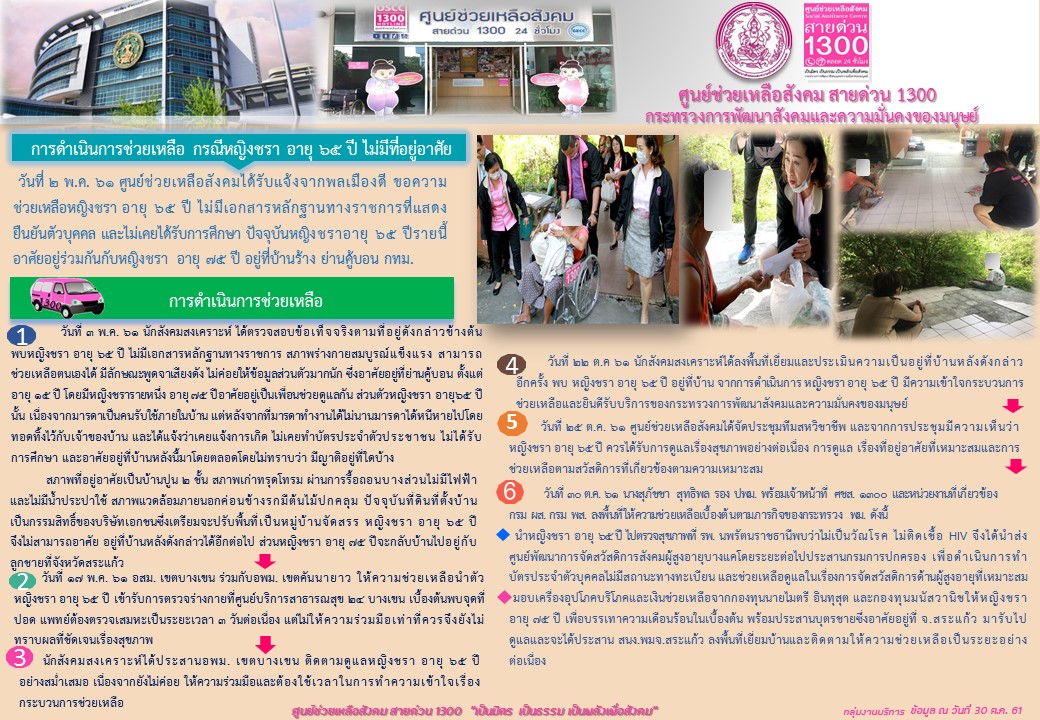 OSCC
1300
HOTLINE
ศูนย์ช่วยเหลือสังคม
สายด่วน 1300 24 ชั่วโมง
ศูนย์ช่วยเหลือสังคม
Social Assistance Centre
สายด่วน
1300
ตลอด 24 ชั่วโมง
ศูนย์ช่วยเหลือสังคม สายด่วน 1300
กระทรวงการพัฒนาสังคมและความมั่นคงของมนุษย์
การดำเนินการช่วยเหลือ กรณีหญิงชรา อายุ ๖๕ ปี ไม่มีที่อยู่อาศัย
วันที่ ๒ พ.ค. ๖๑ ศูนย์ช่วยเหลือสังคมได้รับแจ้งจากพลเมืองดี ขอความ
ช่วยเหลือหญิงชรา อายุ ๖๕ ปี ไม่มีเอกสารหลักฐานทางราชการที่แสดง
ยืนยันตัวบุคคล และไม่เคยได้รับการศึกษา ปัจจุบันหญิงชราอายุ ๖๕ ปีรายนี้
อาศัยอยู่ร่วมกันกับหญิงชรา อายุ ๗๕ ปี อยู่ที่บ้านร้าง ย่านคู้บอน กทม.
1300
การดำเนินการช่วยเหลือ
1 วันที่ ๓ พ.ค. ๖๑ นักสังคมสงเคราะห์ ได้ตรวจสอบข้อเท็จจริงตามที่อยู่ดังกล่าวข้างต้น
พบหญิงชรา อายุ ๖๕ ปี ไม่มีเอกสารหลักฐานทางราชการ สภาพร่างกายสมบูรณ์แข็งแรง สามารถ
ช่วยเหลือตนเองได้ มีลักษณะพูดจาเสียงดัง ไม่ค่อยให้ข้อมูลส่วนตัวมากนัก ซึ่งอาศัยอยู่ที่ย่านคู้บอน ตั้งแต่
อายุ ๑๕ ปี โดยมีหญิงชรารายหนึ่ง อายุ ๗๕ ปีอาศัยอยู่เป็นเพื่อนช่วยดูแลกัน ส่วนตัวหญิงชรา อายุ๖๕ ปี
นั้น เนื่องจากมารดาเป็นคนรับใช้ภายในบ้าน แต่หลังจากที่มารดาทำงานได้ไม่นานมารดาได้หนีหายไปโดย
ทอดทิ้งไว้กับเจ้าของบ้าน และได้แจ้งว่าเคยแจ้งการเกิด ไม่เคยทำบัตรประจำตัวประชาชน ไม่ได้รับ
การศึกษา และอาศัยอยู่ที่บ้านหลังนี้มาโดยตลอดโดยไม่ทราบว่า มีญาติอยู่ที่ใดบ้าง
สภาพที่อยู่อาศัยเป็นบ้านปูน ๒ ชั้น สภาพเก่าทรุดโทรม ผ่านการรื้อถอนบางส่วนไม่มีไฟฟ้า
และไม่มีน้ำประปาใช้ สภาพแวดล้อมภายนอกค่อนข้างรกมีต้นไม้ปกคลุม ปัจจุบันที่ดินที่ตั้งบ้าน
เป็นกรรมสิทธิ์ของบริษัทเอกชนซึ่งเตรียมจะปรับพื้นที่เป็นหมู่บ้านจัดสรร หญิงชรา อายุ ๖๕ ปี
จึงไม่สามารถอาศัย อยู่ที่บ้านหลังดังกล่าวได้อีกต่อไป ส่วนหญิงชรา อายุ ๗๕ ปีจะกลับบ้านไปอยู่กับ
ลูกชายที่จังหวัดสระแก้ว
2 วันที่ ๑๗ พ.ค. ๖๑ อสม. เขตบางเขน ร่วมกับอพม. เขตคันนายาว ให้ความช่วยเหลือนำตัว
หญิงชรา อายุ ๖๕ ปี เข้ารับการตรวจร่างกายที่ศูนย์บริการสาธารณสุข ๒๔ บางเขน เบื้องต้นพบจุดที่
ปอด แพทย์ต้องตรวจเสมหะเป็นระยะเวลา ๓ วันต่อเนื่อง แต่ไม่ให้ความร่วมมือเท่าที่ควรจึงยังไม่
ทราบผลที่ชัดเจนเรื่องสุขภาพ
3 นักสังคมสงเคราะห์ได้ประสานอพม. เขตบางเขน ติดตามดูแลหญิงชรา อายุ ๖๕ ปี
อย่างสม่ำเสมอ เนื่องจากยังไม่ค่อย ให้ความร่วมมือและต้องใช้เวลาในการทำความเข้าใจเรื่อง
กระบวนการช่วยเหลือ
4 วันที่ ๒๒ ต.ค ๖๑ นักสังคมสงเคราะห์ได้ลงพื้นที่เยี่ยมและประเมินความเป็นอยู่ที่บ้านหลังดังกล่าว
อีกครั้ง พบ หญิงชรา อายุ ๖๕ ปี อยู่ที่บ้าน จากการดำเนินการ หญิงชรา อายุ ๖๕ ปี มีความเข้าใจกระบวนการ
ช่วยเหลือและยินดีรับบริการของกระทรวงการพัฒนาสังคมและความมั่นคงของมนุษย์
5 วันที่ ๒๕ ต.ค. ๖๑ ศูนย์ช่วยเหลือสังคมได้จัดประชุมทีมสหวิชาชีพ และจากการประชุมมีความเห็นว่า
หญิงชรา อายุ ๖๕ ปี ควรได้รับการดูแลเรื่องสุขภาพอย่างต่อเนื่อง การดูแล เรื่องที่อยู่อาศัยที่เหมาะสมและการ
ช่วยเหลือตามสวัสดิการที่เกี่ยวข้องตามความเหมาะสม
6 วันที่ ๓๐ ต.ค. ๖๑ นางสุภัชชา สุทธิพล รอง ปพม. พร้อมเจ้าหน้าที่ ศชส. ๑๓๐๐ และหน่วยงานที่เกี่ยวข้อง
กรม ผส. กรม พส. ลงพื้นที่ให้ความช่วยเหลือเบื้องต้นตามภารกิจของกระทรวง พม. ดังนี้
นำหญิงชรา อายุ ๖๕ ปี ไปตรวจสุขภาพที่ รพ. นพรัตนราชธานีพบว่าไม่เป็นวัณโรค ไม่ติดเชื้อ HIV จึงได้นำส่ง
ศูนย์พัฒนาการจัดสวัสดิการสังคมผู้สูงอายุบางแคโดยระยะต่อไปประสานกรมการปกครอง เพื่อดำเนินการทำ
บัตรประจำตัวบุคคลไม่มีสถานะทางทะเบียน และช่วยเหลือดูแลในเรื่องการจัดสวัสดิการด้านผู้สูงอายุที่เหมาะสม
มอบเครื่องอุปโภคบริโภคและเงินช่วยเหลือจากกองทุนนายไมตรี อินทุสุต และกองทุนมนัสวานิชให้หญิงชรา
อายุ ๗๕ ปี เพื่อบรรเทาความเดือนร้อนในเบื้องต้น พร้อมประสานบุตรชายซึ่งอาศัยอยู่ที่ จ.สระแก้ว มารับไป
ดูแลและจะได้ประสาน สนง.พมจ.สระแก้ว ลงพื้นที่เยี่ยมบ้านและติดตามให้ความช่วยเหลือเป็นระยะอย่าง
ต่อเนื่อง
ศูนย์ช่วยเหลือสังคม สายด่วน 1300 "เป็นมิตร เป็นธรรม เป็นพลังเพื่อสังคม"
กลุ่มงานบริการ ข้อมูล ณ วันที่ 30 ต.ค. 61